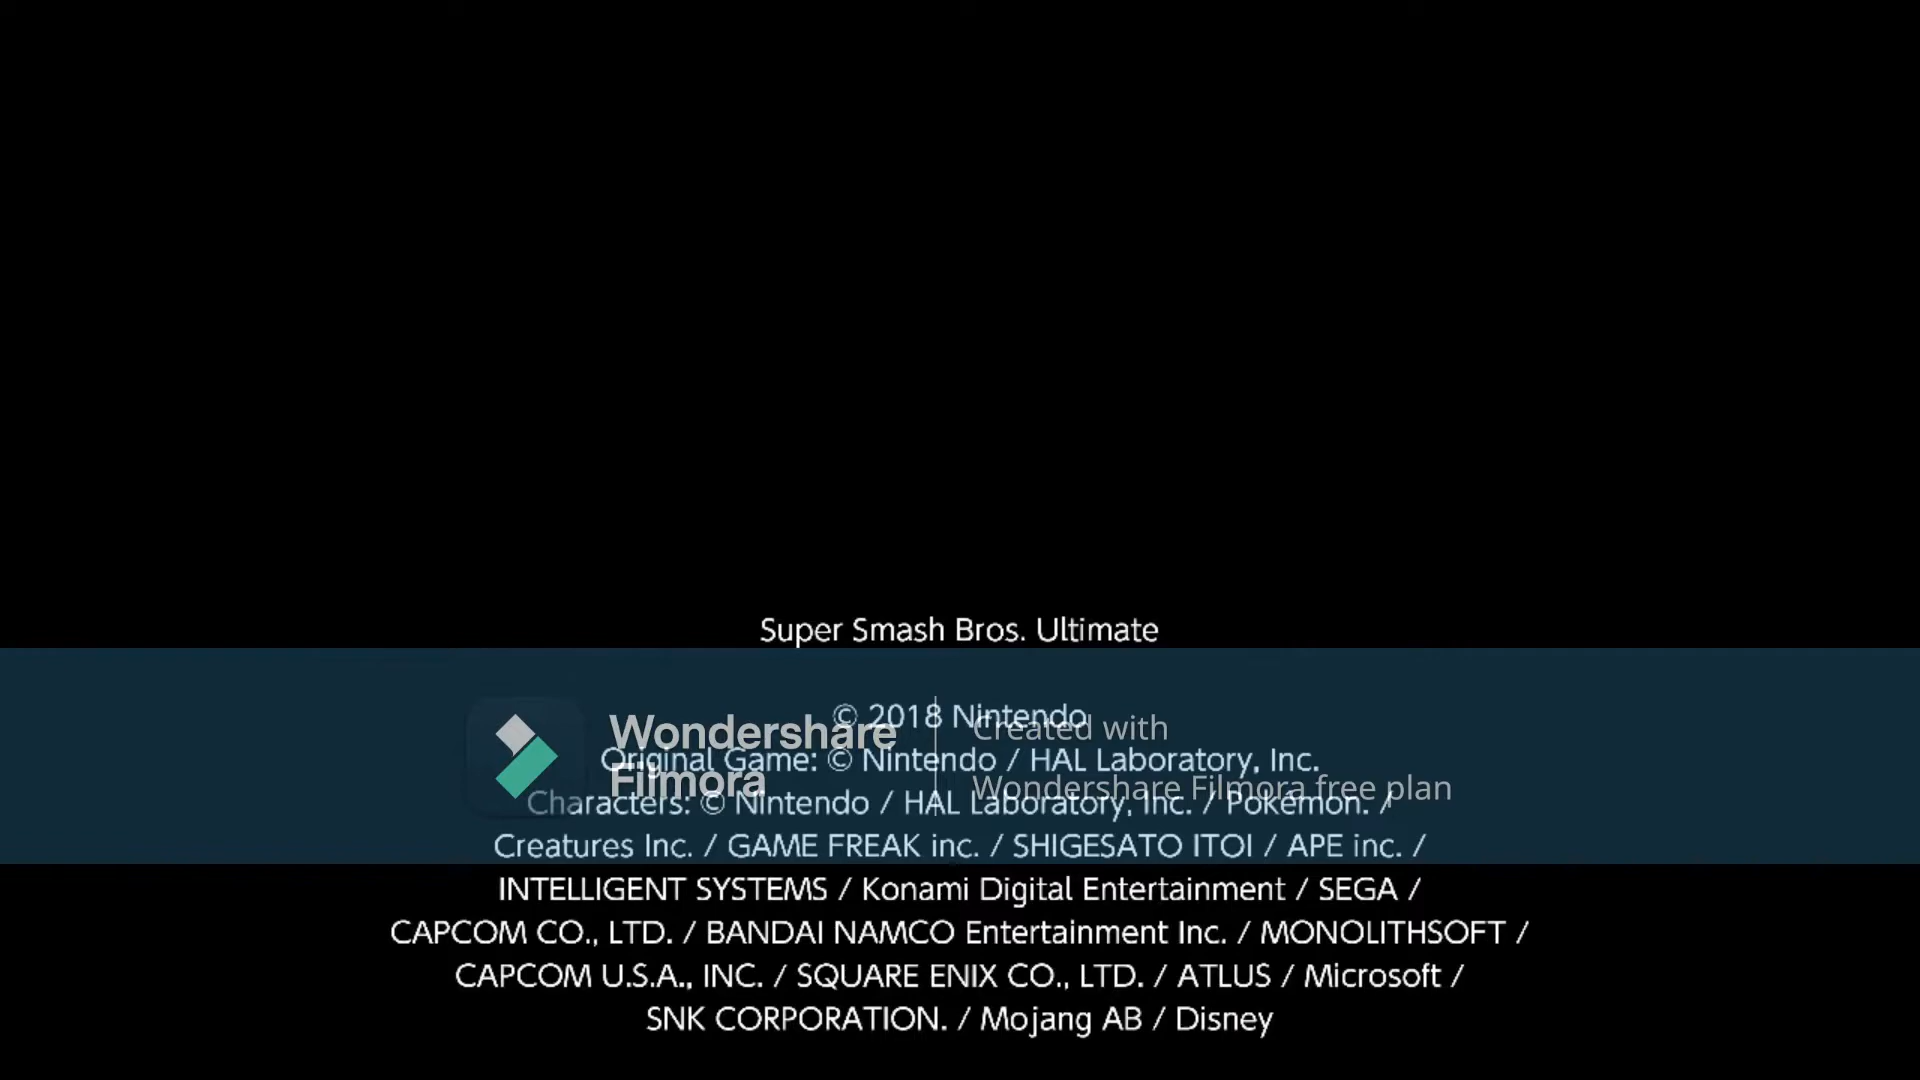 Super Smash Bros. Ultimate
© 2018 Nintendo
Wondershare
Filmora
Created with
Wondershare Filmora free plan
Original Game: © Nintendo / HAL Laboratory, Inc.
Characters: © Nintendo / HAL Laboratory, Inc. / Pokémon. /
Creatures Inc. / GAME FREAK inc. / SHIGESATO ITOI / APE inc. /
INTELLIGENT SYSTEMS / Konami Digital Entertainment / SEGA /
CAPCOM CO., LTD. / BANDAI NAMCO Entertainment Inc. / MONOLITHSOFT /
CAPCOM U.S.A., INC. / SQUARE ENIX CO., LTD. / ATLUS / Microsoft /
SNK CORPORATION. / Mojang AB / Disney